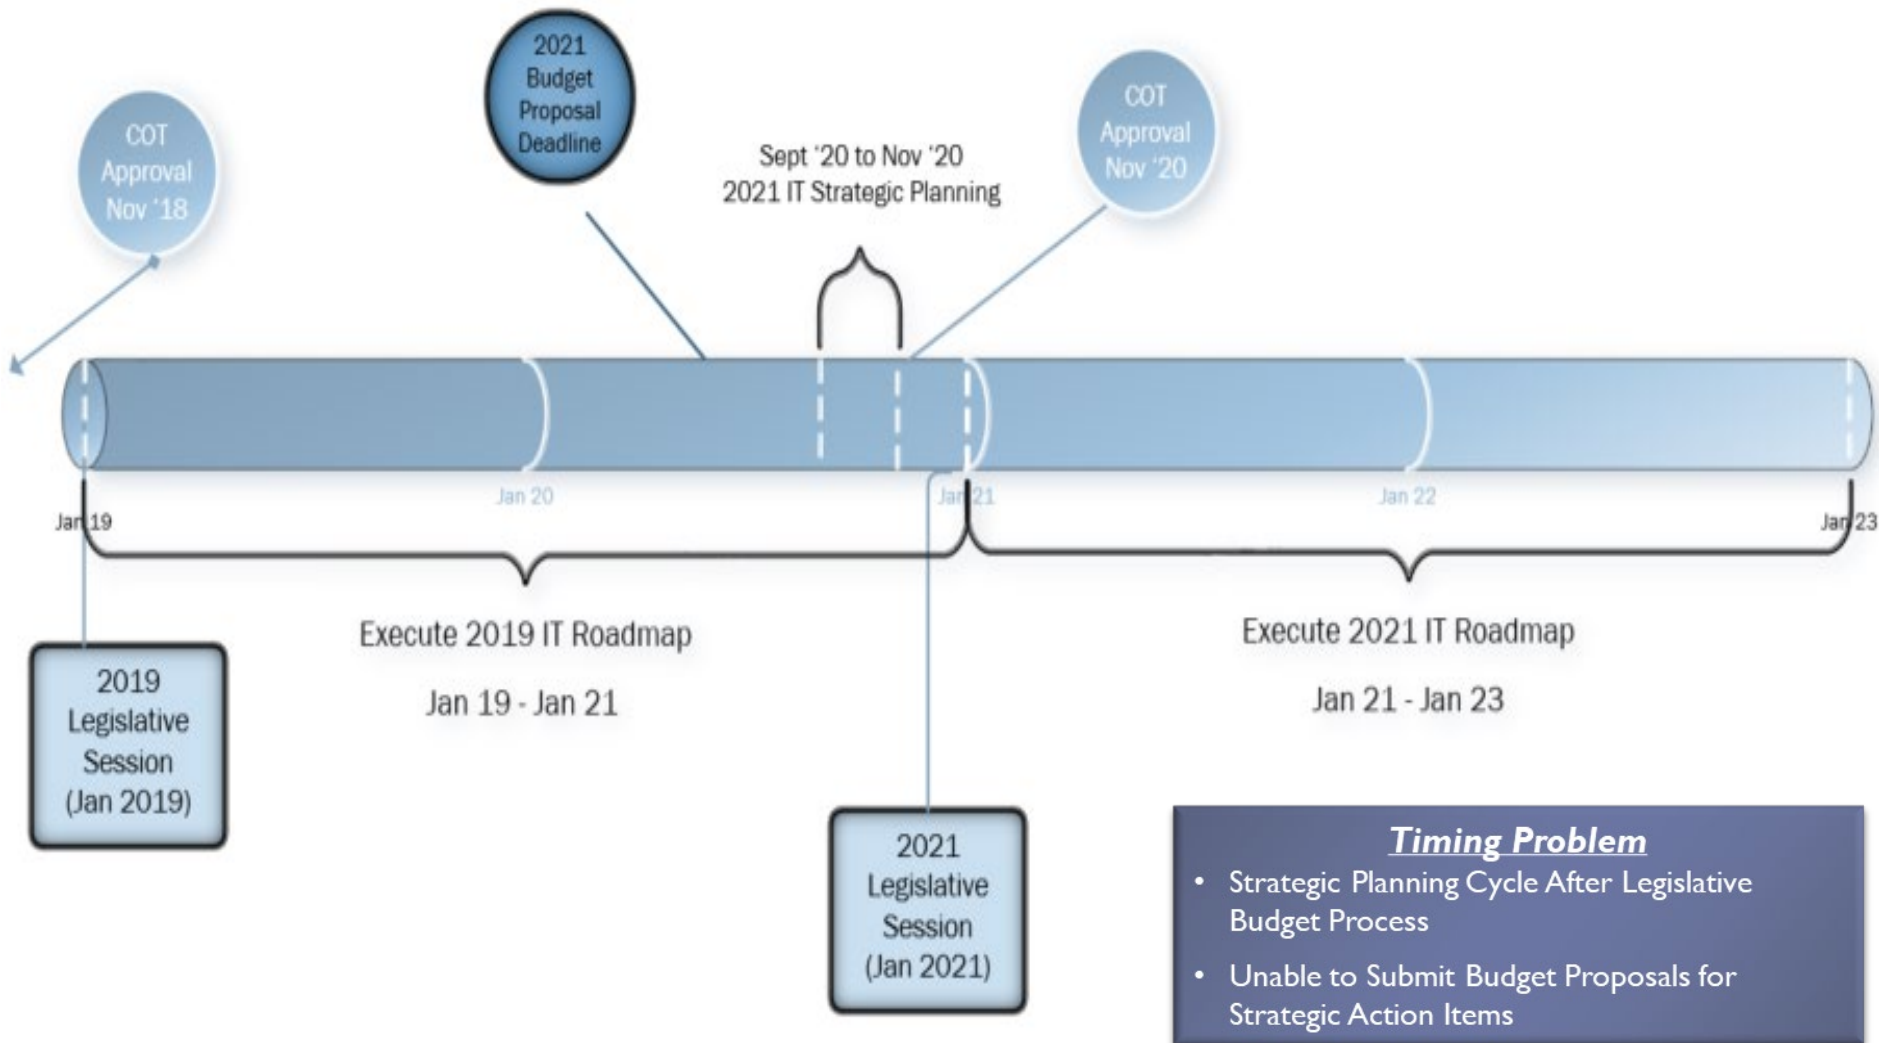 2021
Budget
Proposal
Deadline
COT
Approval
Nov '18
COT
Approval
Nov '20
Sept '20 to Nov '20
2021 IT Strategic Planning
Jan 19
Jan 20
Jan 21
Jan 22
Jan 23
Execute 2019 IT Roadmap
Jan 19 - Jan 21
Execute 2021 IT Roadmap
Jan 21 - Jan 23
2019
Legislative
Session
(Jan 2019)
2021
Legislative
Session
(Jan 2021)
Timing Problem
• Strategic Planning Cycle After Legislative
Budget Process
• Unable to Submit Budget Proposals for
Strategic Action Items